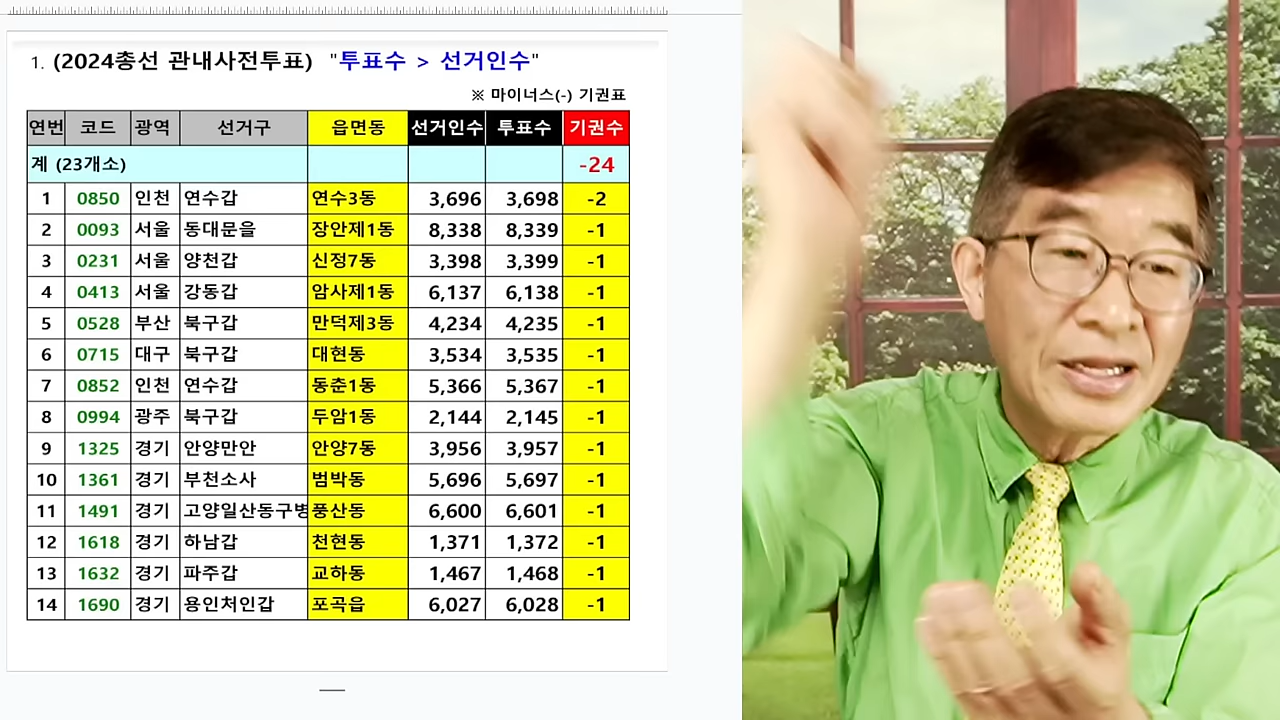 1. (2024총선 관내사전투표) "투표수 > 선거인수"
※ 마이너스(-) 기권표
연번 코드 광역 선거구 읍면동 선거인수 투표수 기권수
계 (23개소) -24
1 0850 인천 연수갑 연수3동 3,696 3,698 -2
2 0093 서울 동대문을 장안제1동 8,338 8,339 -1
3 0231 서울 양천갑 신정7동 3,398 3,399 -1
4 0413 서울 강동갑 암사제1동 6,137 6,138 -1
5 0528 부산 북구갑 만덕제3동 4,234 4,235 -1
6 0715 대구 북구갑 대현동 3,534 3,535 -1
7 0852 인천 연수갑 동춘1동 5,366 5,367 -1
8 0994 광주 북구갑 두암1동 2,144 2,145 -1
9 1325 경기 안양만안 안양7동 3,956 3,957 -1
10 1361 경기 부천소사 범박동 5,696 5,697 -1
11 1491 경기 고양일산동구병 풍산동 6,600 6,601 -1
12 1618 경기 하남갑 천현동 1,371 1,372 -1
13 1632 경기 파주갑 교하동 1,467 1,468 -1
14 1690 경기 용인처인갑 포곡읍 6,027 6,028 -1